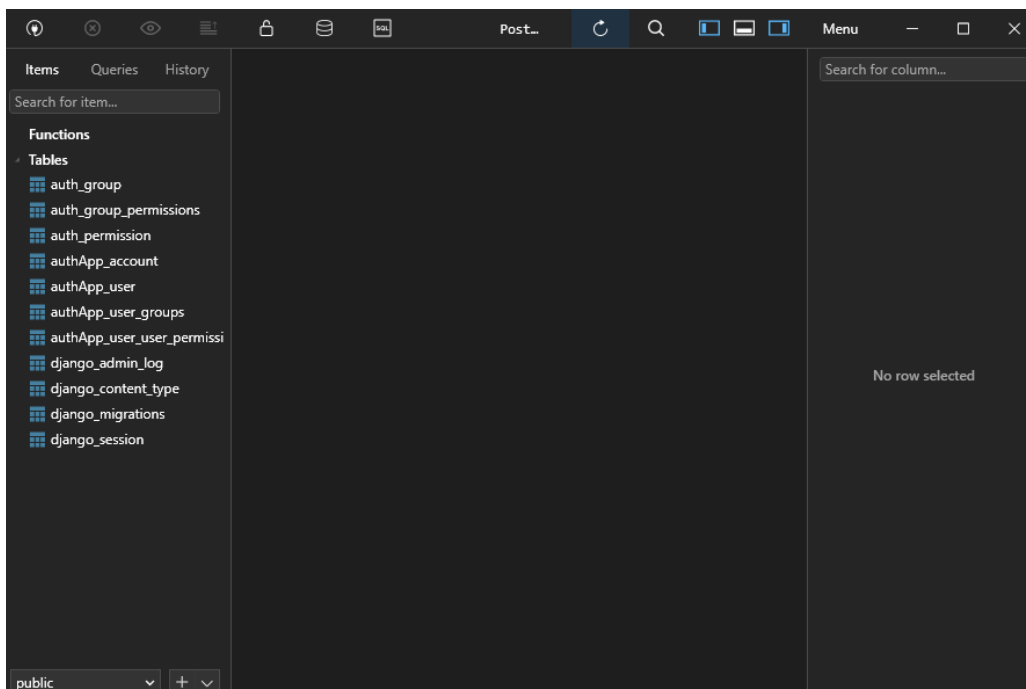 SQL Post… Menu
Items Queries History
Search for item...
Search for column...
Functions
Tables
auth_group
auth_group_permissions
auth_permission
authApp_account
authApp_user
authApp_user_groups
authApp_user_user_permissi
django_admin_log
django_content_type
django_migrations
django_session
No row selected
public